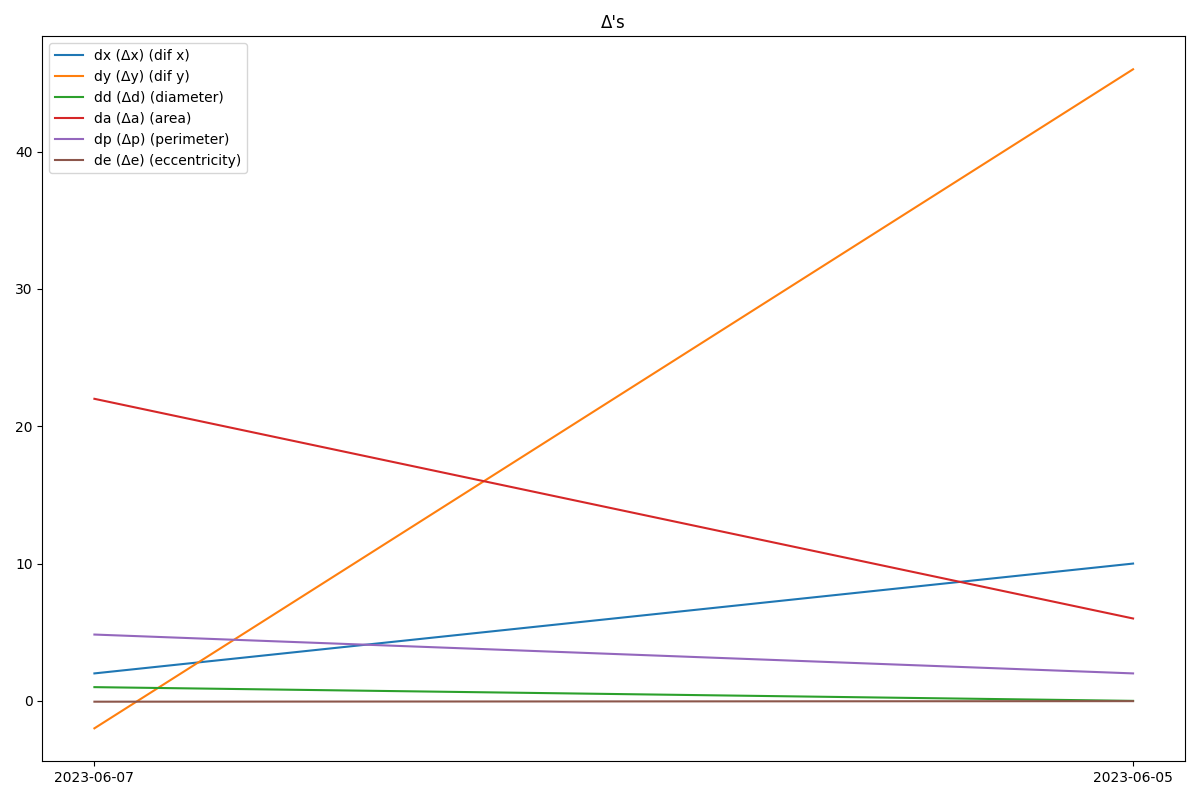 Δ's
dx (Δx) (dif x)
dy (Δy) (dif y)
dd (Δd) (diameter)
da (Δa) (area)
dp (Δp) (perimeter)
de (Δe) (eccentricity)
40
30
20
10
0
2023-06-07
2023-06-05